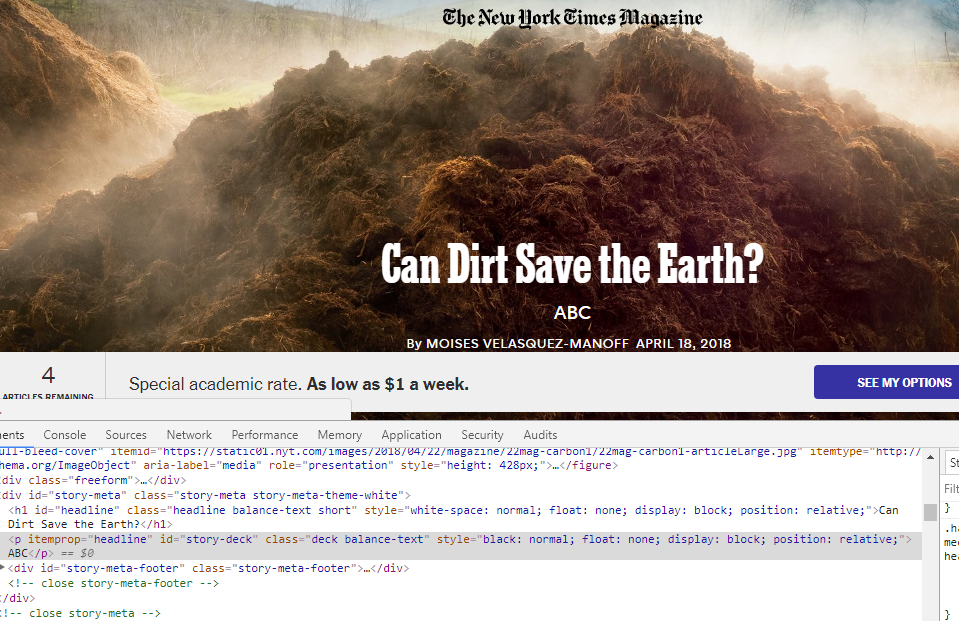 The New York Times Magazine
Can Dirt Save the Earth?
ABC
By MOISES VELASQUEZ-MANOFF APRIL 18, 2018
4
ARTICLES REMAINING
Special academic rate. As low as $1 a week.
SEE MY OPTIONS
ents Console Sources Network Performance Memory Application Security Audits
ull-bleed-cover" itemid="https://static01.nyt.com/images/2018/04/22/magazine/22mag-carbon1/22mag-carbon1-articleLarge.jpg" itemtype="http://
hema.org/ImageObject" aria-label="media" role="presentation" style="height: 428px;">…</figure>
div class="freeform">…</div>
div id="story-meta" class="story-meta story-meta-theme-white">
<h1 id="headline" class="headline balance-text short" style="white-space: normal; float: none; display: block; position: relative;">Can
Dirt Save the Earth?</h1>
<p itemprop="headline" id="story-deck" class="deck balance-text" style="black: normal; float: none; display: block; position: relative;">
ABC</p> == $0
<div id="story-meta-footer" class="story-meta-footer">…</div>
<!-- close story-meta-footer -->
/div>
!-- close story-meta -->
St
Filt
}
.ha
med
hea
}